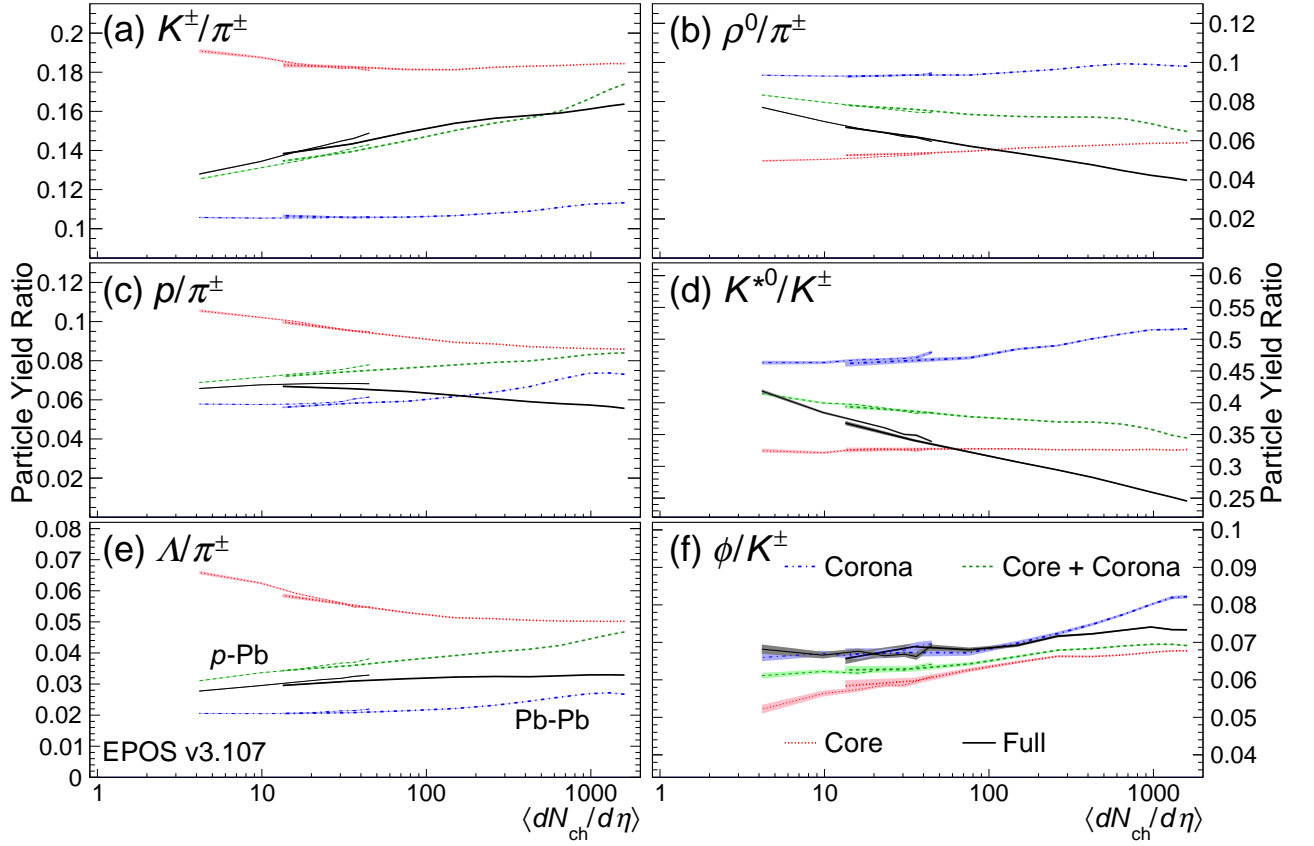 (a) K±/π±
0.2
0.18
0.16
0.14
0.12
0.1
(b) ρ⁰/π±
0.12
0.1
0.08
0.06
0.04
0.02
(c) p/π±
0.12
0.1
0.08
0.06
0.04
0.02
Particle Yield Ratio
(d) K*⁰/K±
0.6
0.55
0.5
0.45
0.4
0.35
0.3
0.25
Particle Yield Ratio
(e) Λ/π±
0.08
0.07
0.06
0.05
0.04
0.03
0.02
0.01
0
p-Pb
Pb-Pb
EPOS v3.107
1 10 100 1000
⟨dN_ch/dη⟩
(f) ϕ/K±
Corona
Core + Corona
Core
Full
0.1
0.09
0.08
0.07
0.06
0.05
0.04
1 10 100 1000
⟨dN_ch/dη⟩